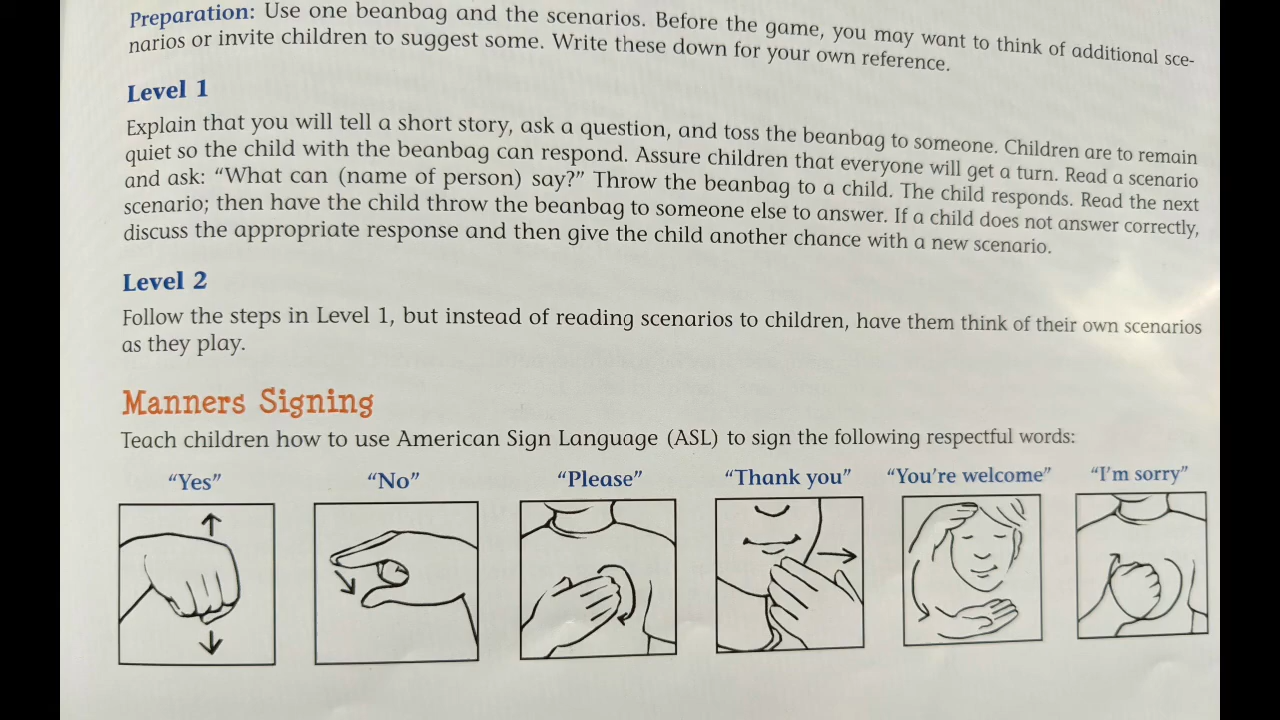 Preparation: Use one beanbag and the scenarios. Before the game, you may want to think of additional sce-
narios or invite children to suggest some. Write these down for your own reference.
Level 1
Explain that you will tell a short story, ask a question, and toss the beanbag to someone. Children are to remain
quiet so the child with the beanbag can respond. Assure children that everyone will get a turn. Read a scenario
and ask: “What can (name of person) say?” Throw the beanbag to a child. The child responds. Read the next
scenario; then have the child throw the beanbag to someone else to answer. If a child does not answer correctly,
discuss the appropriate response and then give the child another chance with a new scenario.
Level 2
Follow the steps in Level 1, but instead of reading scenarios to children, have them think of their own scenarios
as they play.
Manners Signing
Teach children how to use American Sign Language (ASL) to sign the following respectful words:
“Yes” “No” “Please” “Thank you” “You’re welcome” “I’m sorry”